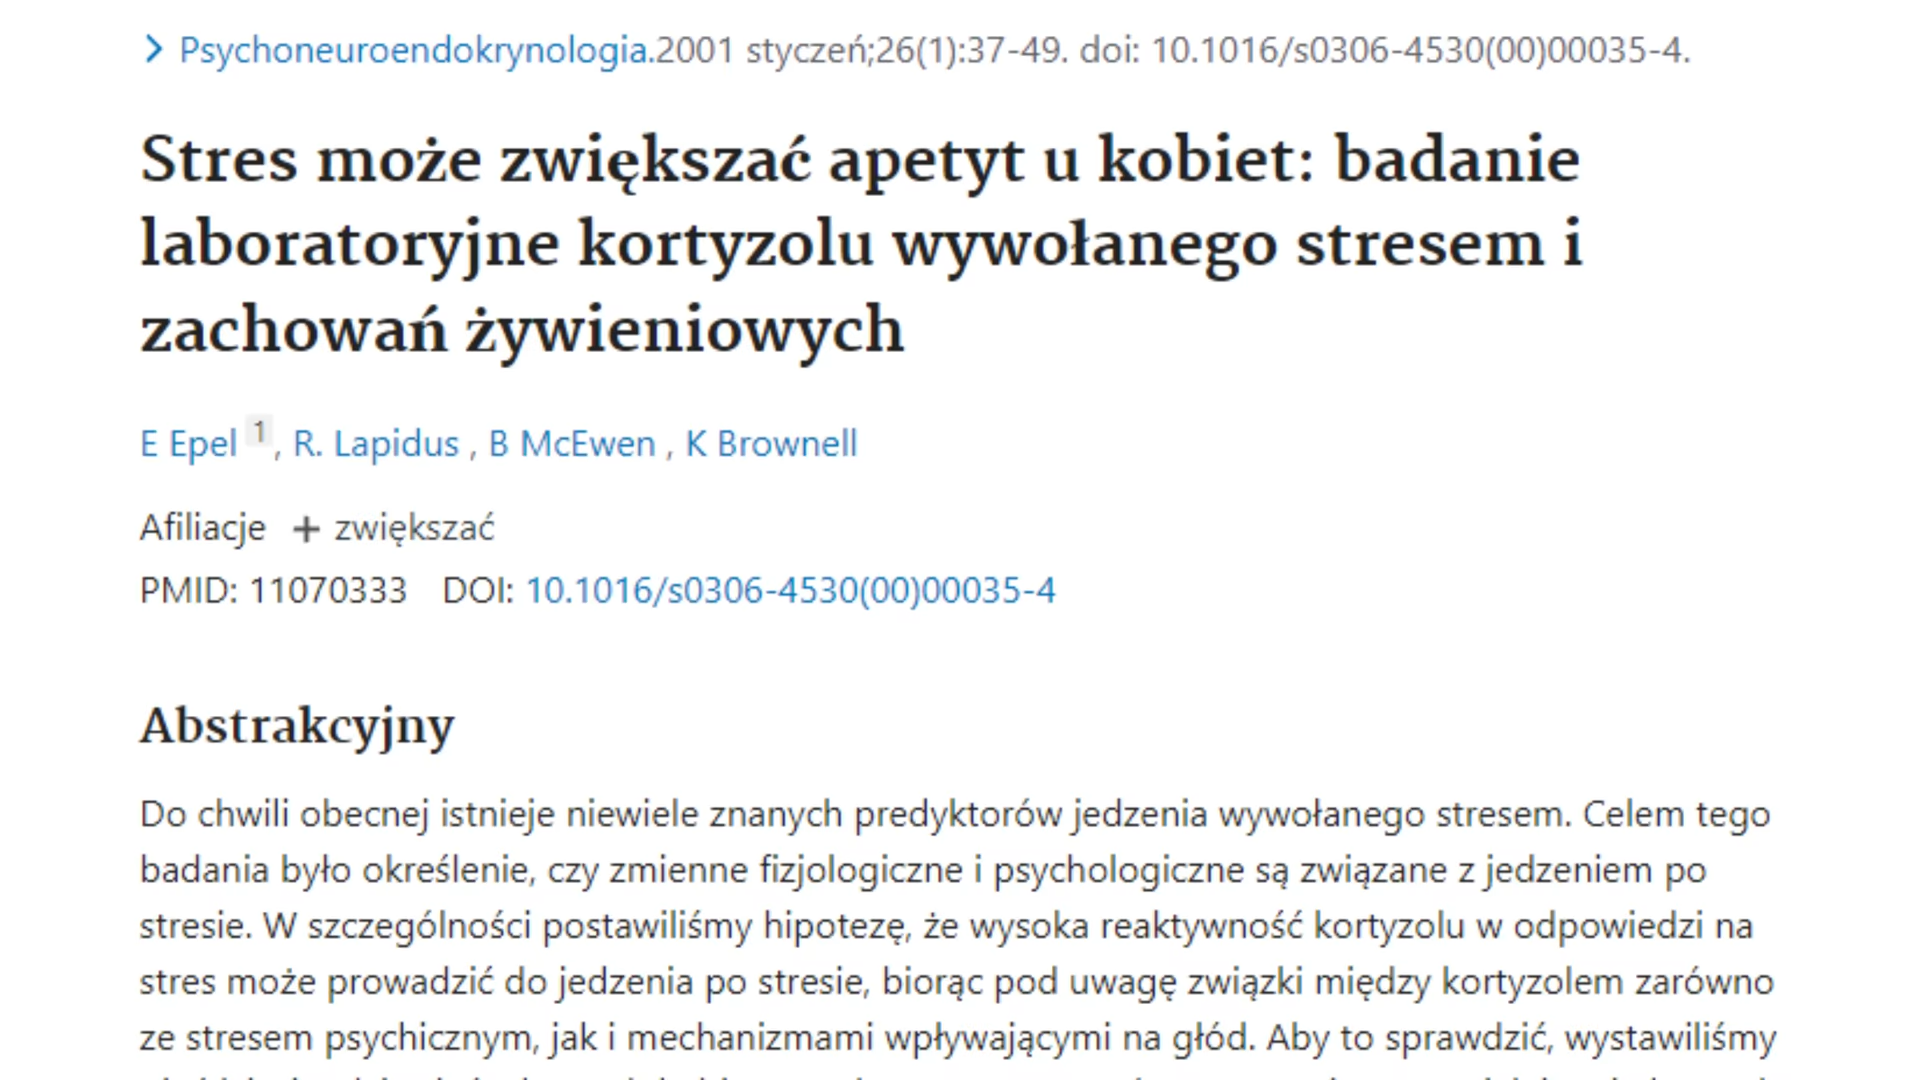 Psychoneuroendokrynologia.2001 styczeń;26(1):37-49. doi: 10.1016/s0306-4530(00)00035-4.
Stres może zwiększać apetyt u kobiet: badanie
laboratoryjne kortyzolu wywołanego stresem i
zachowań żywieniowych
E Epel 1 , R. Lapidus , B McEwen , K Brownell
Afiliacje + zwiększać
PMID: 11070333 DOI: 10.1016/s0306-4530(00)00035-4
Abstrakcyjny
Do chwili obecnej istnieje niewiele znanych predyktorów jedzenia wywołanego stresem. Celem tego
badania było określenie, czy zmienne fizjologiczne i psychologiczne są związane z jedzeniem po
stresie. W szczególności postawiliśmy hipotezę, że wysoka reaktywność kortyzolu w odpowiedzi na
stres może prowadzić do jedzenia po stresie, biorąc pod uwagę związki między kortyzolem zarówno
ze stresem psychicznym, jak i mechanizmami wpływającymi na głód. Aby to sprawdzić, wystawiliśmy